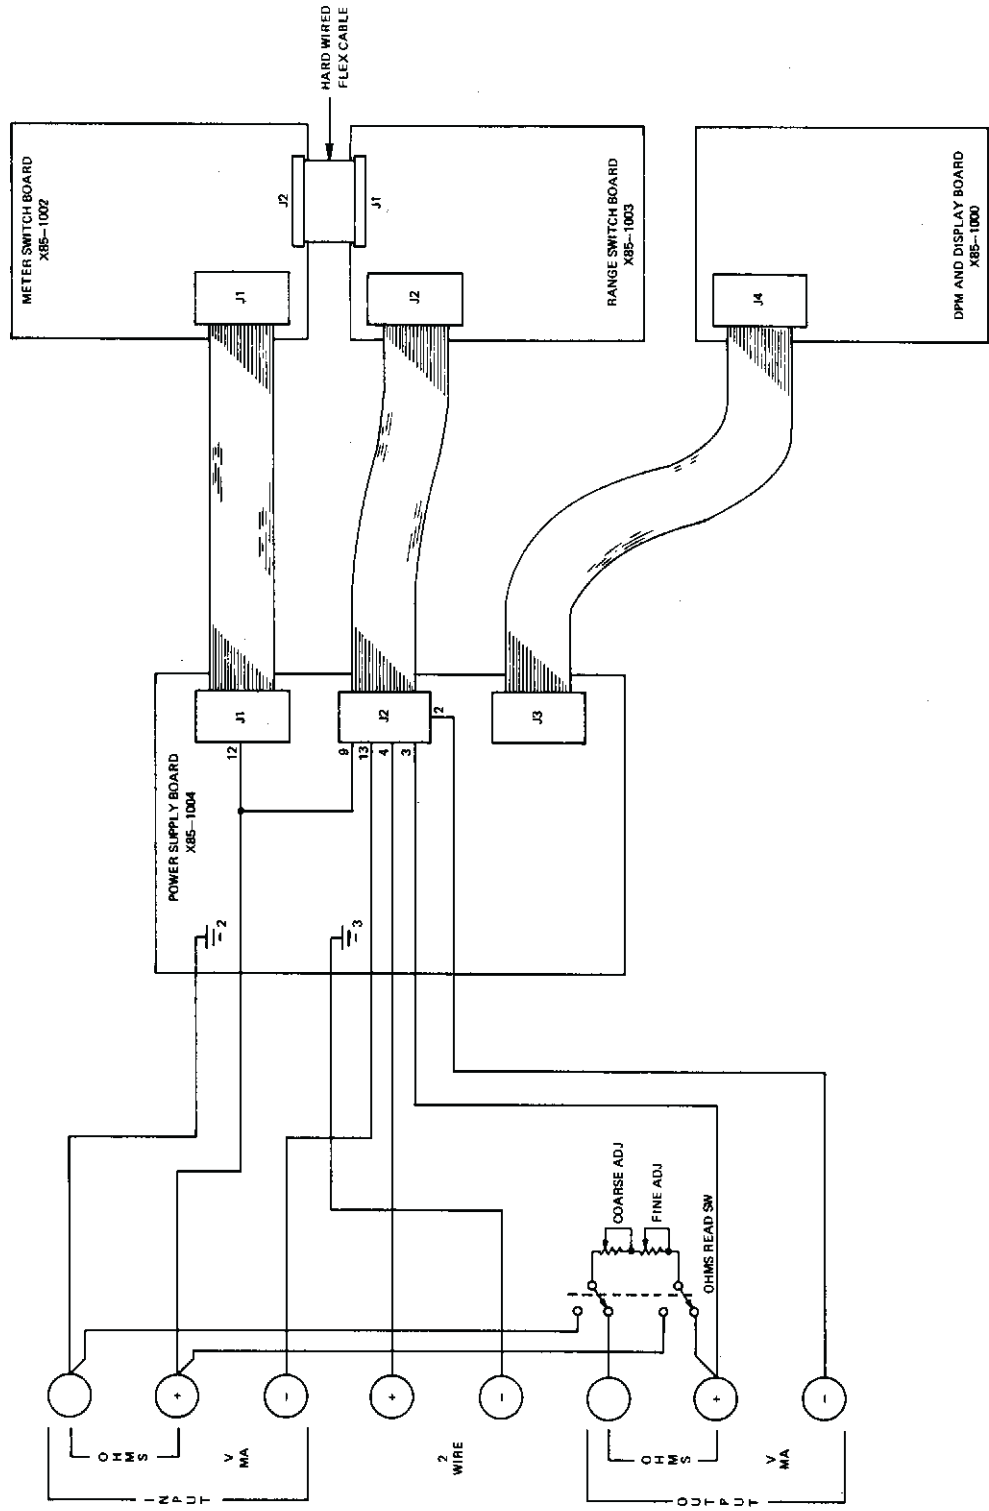 HARD WIRED
FLEX CABLE
METER SWITCH BOARD
X85-1002
J2
J1
J1
RANGE SWITCH BOARD
X85-1003
J2
DPM AND DISPLAY BOARD
X85-1000
J4
POWER SUPPLY BOARD
X85-1004
J1
12
J2
9
13
4
3
2
J3
2
3
COARSE ADJ
FINE ADJ
OHMS READ SW
+
-
+
-
+
-
OHMS
V
MA
INPUT
2
WIRE
OHMS
V
MA
OUTPUT